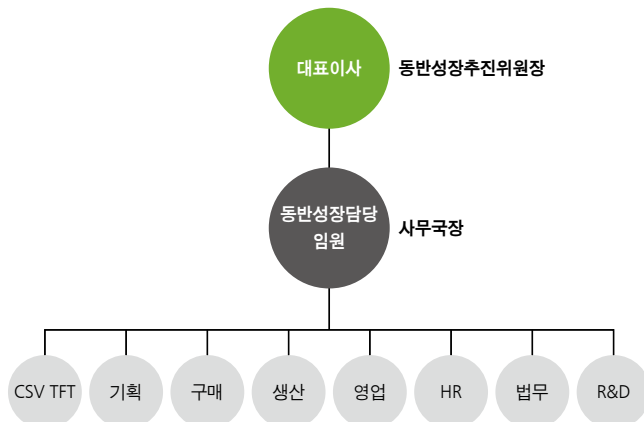 대표이사
동반성장추진위원장
동반성장담당
임원
사무국장
CSV TFT
기획
구매
생산
영업
HR
법무
R&D